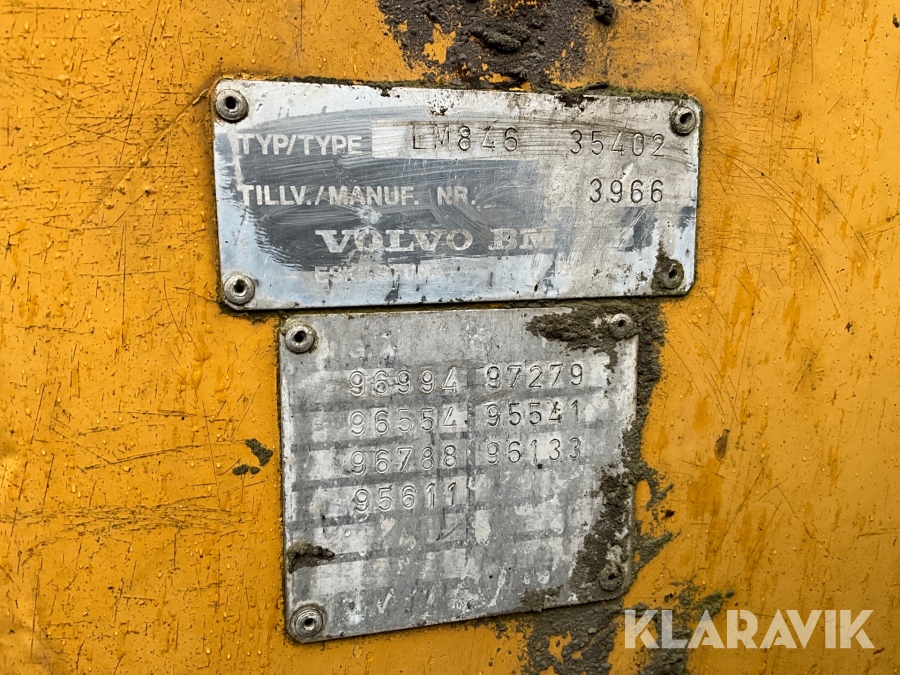 TYP/TYPE LM846 35402
TILLV./MANUF. NR. 3966
VOLVO BM
96994 97279
96554 95541
96788 96133
95611
KLARAVIK